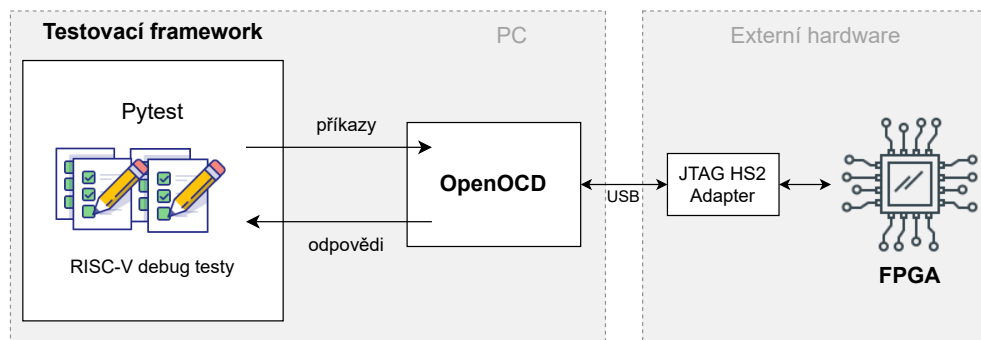 Testovací framework
PC
Externí hardware
Pytest
příkazy
OpenOCD
USB
JTAG HS2
Adapter
odpovědi
RISC-V debug testy
FPGA